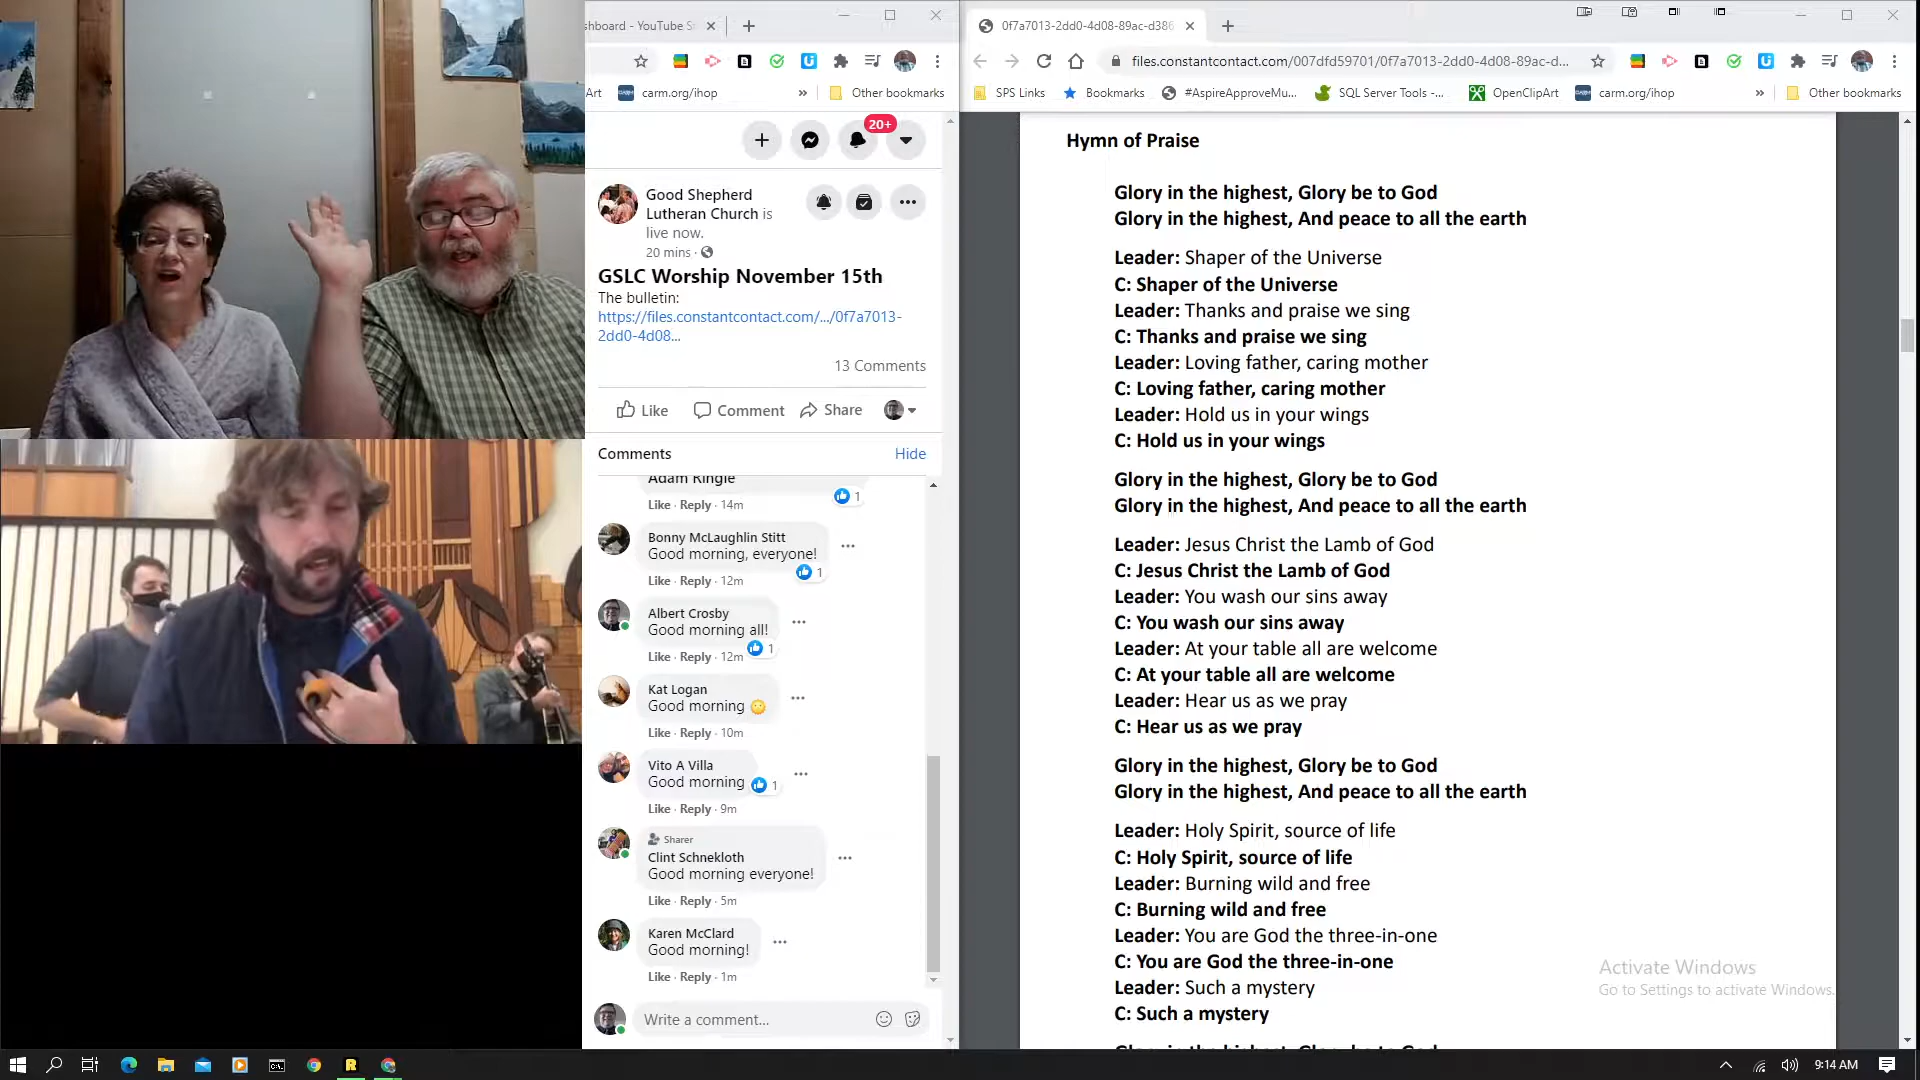 hboard - YouTube S
0f7a7013-2dd0-4d08-89ac-d386
files.constantcontact.com/007dfd59701/0f7a7013-2dd0-4d08-89ac-d...
Art
carm.org/ihop
»
Other bookmarks
SPS Links
Bookmarks
#AspireApproveMu...
SQL Server Tools -...
OpenClipArt
carm.org/ihop
»
Other bookmarks
20+
Good Shepherd
Lutheran Church is
live now.
20 mins ·
GSLC Worship November 15th
The bulletin:
https://files.constantcontact.com/.../0f7a7013-
2dd0-4d08...
13 Comments
Like Comment Share
Comments Hide
Adam Ringle
1
Like · Reply · 14m
Bonny McLaughlin Stitt
Good morning, everyone!
1
Like · Reply · 12m
Albert Crosby
Good morning all!
1
Like · Reply · 12m
Kat Logan
Good morning
Like · Reply · 10m
Vito A Villa
Good morning
1
Like · Reply · 9m
Sharer
Clint Schnekloth
Good morning everyone!
Like · Reply · 5m
Karen McClard
Good morning!
Like · Reply · 1m
Write a comment...
Hymn of Praise
Glory in the highest, Glory be to God
Glory in the highest, And peace to all the earth
Leader: Shaper of the Universe
C: Shaper of the Universe
Leader: Thanks and praise we sing
C: Thanks and praise we sing
Leader: Loving father, caring mother
C: Loving father, caring mother
Leader: Hold us in your wings
C: Hold us in your wings
Glory in the highest, Glory be to God
Glory in the highest, And peace to all the earth
Leader: Jesus Christ the Lamb of God
C: Jesus Christ the Lamb of God
Leader: You wash our sins away
C: You wash our sins away
Leader: At your table all are welcome
C: At your table all are welcome
Leader: Hear us as we pray
C: Hear us as we pray
Glory in the highest, Glory be to God
Glory in the highest, And peace to all the earth
Leader: Holy Spirit, source of life
C: Holy Spirit, source of life
Leader: Burning wild and free
C: Burning wild and free
Leader: You are God the three-in-one
C: You are God the three-in-one
Leader: Such a mystery
C: Such a mystery
Glory in the highest, Glory be to God
Activate Windows
Go to Settings to activate Windows.
9:14 AM